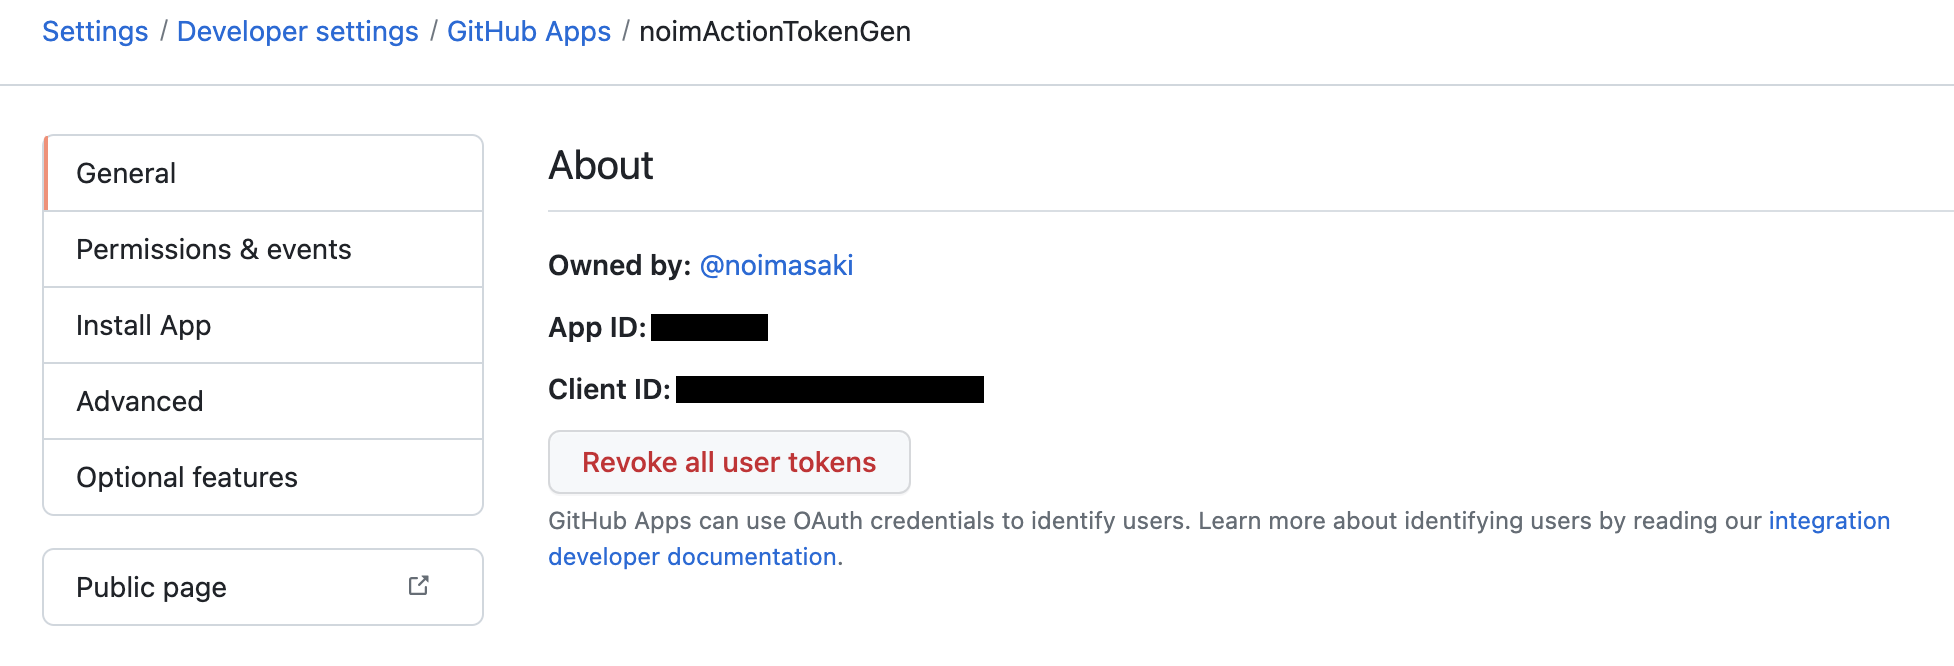 Settings / Developer settings / GitHub Apps / noimActionTokenGen
General
Permissions & events
Install App
Advanced
Optional features
Public page
About
Owned by: @noimasaki
App ID:
Client ID:
Revoke all user tokens
GitHub Apps can use OAuth credentials to identify users. Learn more about identifying users by reading our integration
developer documentation.